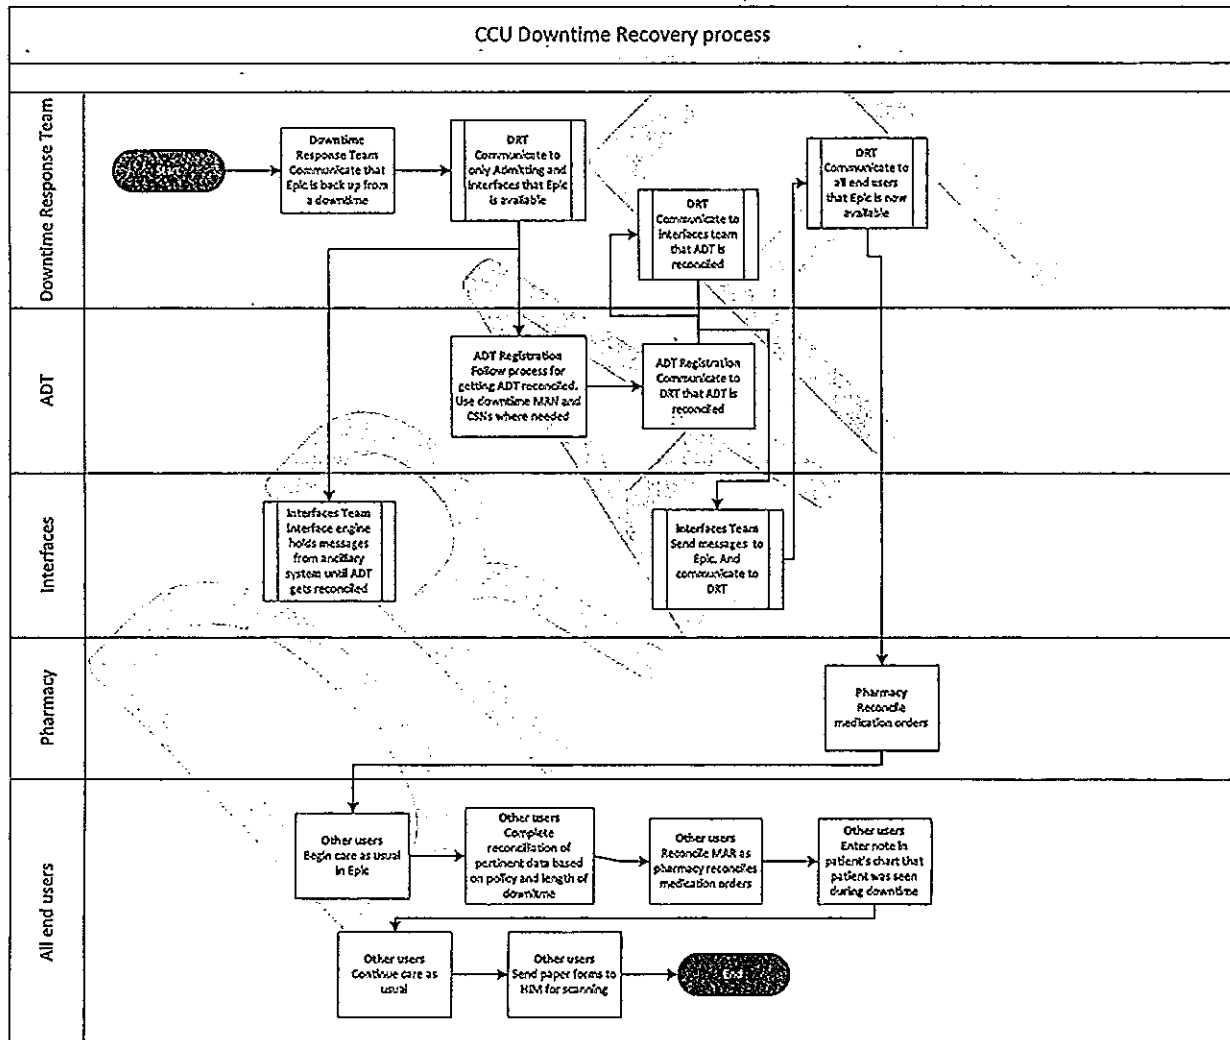 CCU Downtime Recovery process
Downtime Response Team
Downtime
Response Team
Communicate that
Epic is back up from
a downtime
DRT
Communicate to
only Admitting and
Interfaces that Epic
is available
DRT
Communicate to
interfaces team
that ADT is
reconciled
DRT
Communicate to
all end users
that Epic is now
available
ADT
ADT Registration
Follow process for
getting ADT reconciled.
Use downtime MRN and
CSNs where needed
ADT Registration
Communicate to
DRT that ADT is
reconciled
Interfaces
Interfaces Team
Interface engine
holds messages
from ancillary
system until ADT
gets reconciled
Interfaces Team
Send messages to
Epic. And
communicate to
DRT
Pharmacy
Pharmacy
Reconcile
medication orders
All end users
Other users
Begin care as usual
in Epic
Other users
Complete
reconciliation of
pertinent data based
on policy and length of
downtime
Other users
Reconcile MAR as
pharmacy reconciles
medication orders
Other users
Enter note in
patient's chart that
patient was seen
during downtime
Other users
Continue care as
usual
Other users
Send paper forms to
HIM for scanning
End